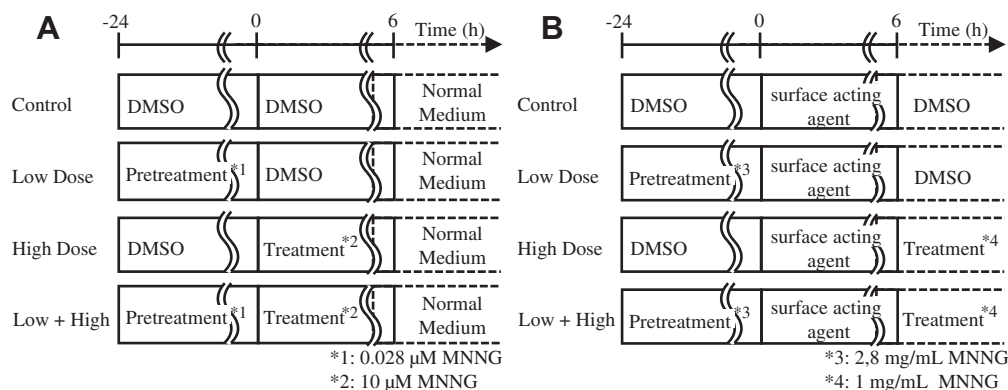 A
-24 0 6 Time (h)
Control DMSO DMSO Normal Medium
Low Dose Pretreatment*1 DMSO Normal Medium
High Dose DMSO Treatment*2 Normal Medium
Low + High Pretreatment*1 Treatment*2 Normal Medium
*1: 0.028 μM MNNG
*2: 10 μM MNNG
B
-24 0 6 Time (h)
Control DMSO surface acting agent DMSO
Low Dose Pretreatment*3 surface acting agent DMSO
High Dose DMSO surface acting agent Treatment*4
Low + High Pretreatment*3 surface acting agent Treatment*4
*3: 2,8 mg/mL MNNG
*4: 1 mg/mL MNNG